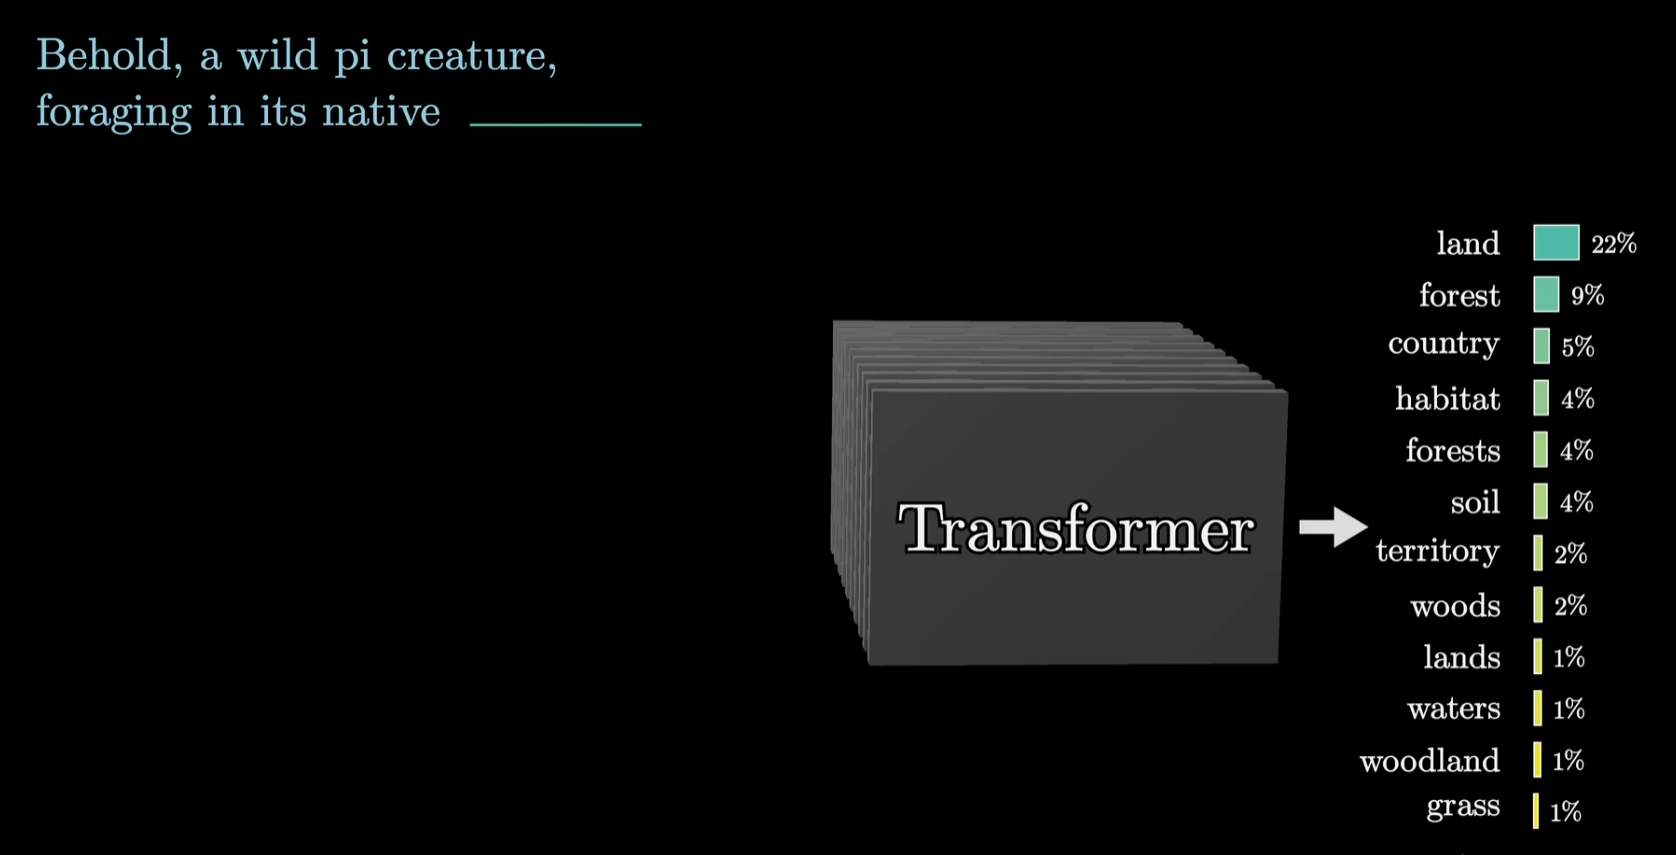 Behold, a wild pi creature,
foraging in its native
Transformer
land 22%
forest 9%
country 5%
habitat 4%
forests 4%
soil 4%
territory 2%
woods 2%
lands 1%
waters 1%
woodland 1%
grass 1%